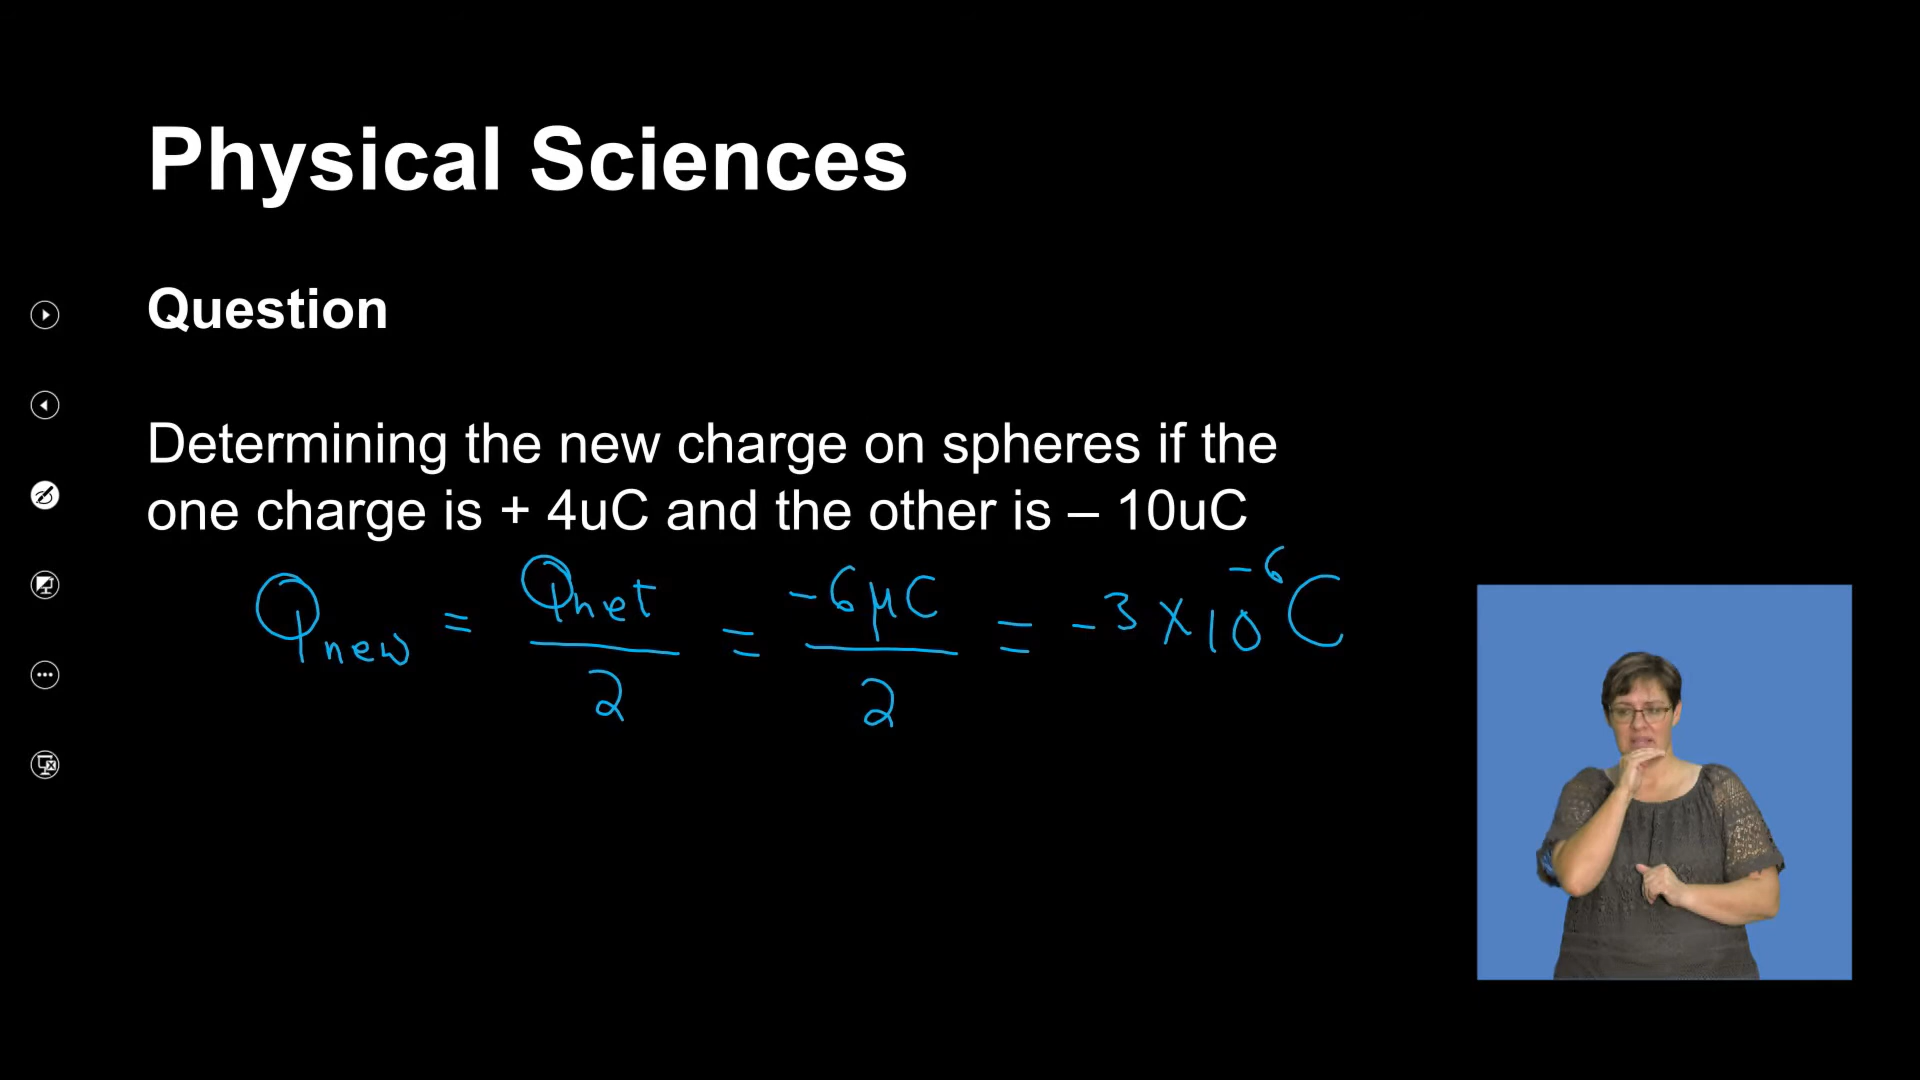 Physical Sciences
Question
Determining the new charge on spheres if the
one charge is + 4uC and the other is – 10uC
Qnew = Qnet/2 = -6μC/2 = -3 x 10^-6 C